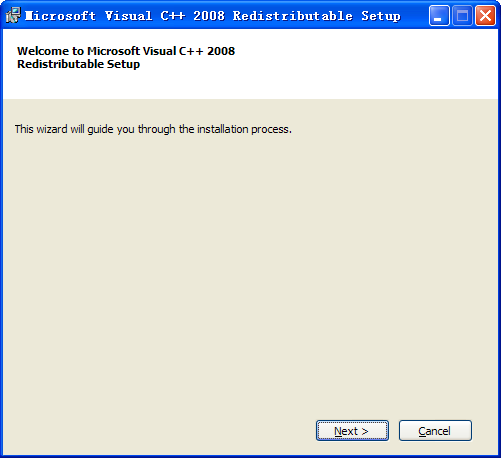 Microsoft Visual C++ 2008 Redistributable Setup
Welcome to Microsoft Visual C++ 2008
Redistributable Setup
This wizard will guide you through the installation process.
Next >
Cancel